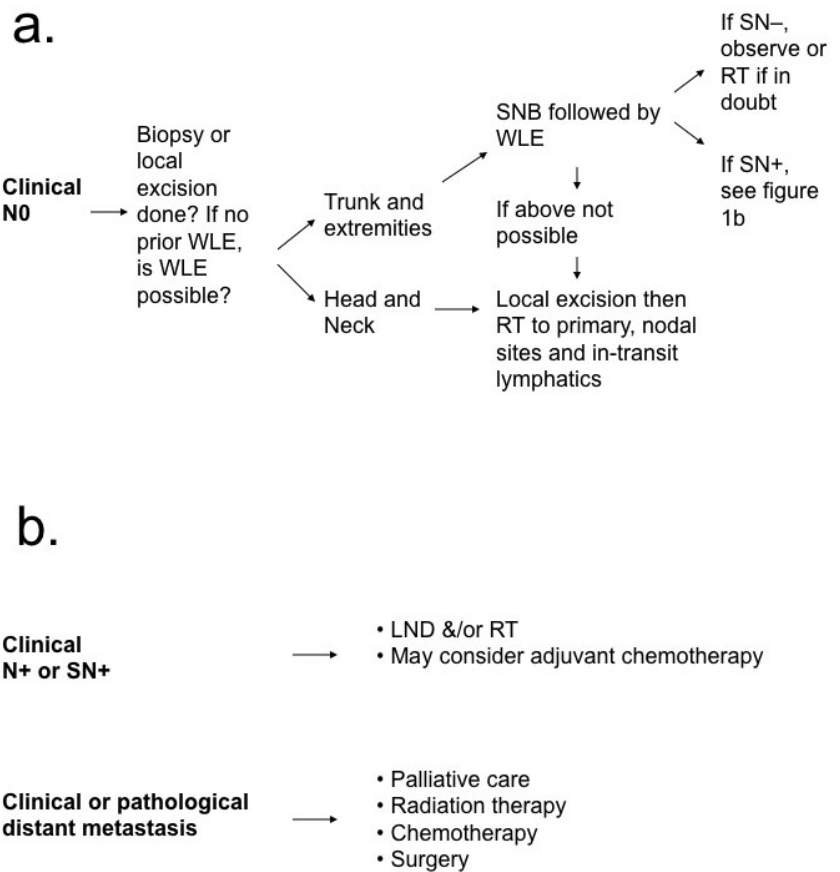 a.
Clinical
N0
Biopsy or
local
excision
done? If no
prior WLE,
is WLE
possible?
Trunk and
extremities
Head and
Neck
SNB followed by
WLE
If above not
possible
Local excision then
RT to primary, nodal
sites and in-transit
lymphatics
If SN–,
observe or
RT if in
doubt
If SN+,
see figure
1b
b.
Clinical
N+ or SN+
• LND &/or RT
• May consider adjuvant chemotherapy
Clinical or pathological
distant metastasis
• Palliative care
• Radiation therapy
• Chemotherapy
• Surgery